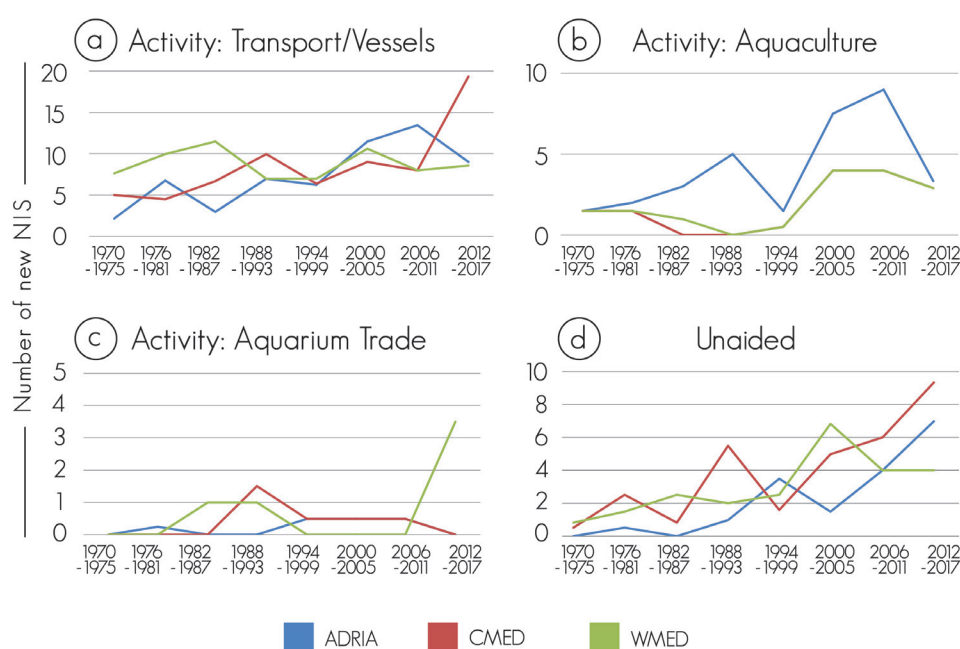 Number of new NIS
a Activity: Transport/Vessels
20
15
10
5
0
1970 1976 1982 1988 1994 2000 2006 2012
-1975 -1981 -1987 -1993 -1999 -2005 -2011 -2017
b Activity: Aquaculture
10
5
0
1970 1976 1982 1988 1994 2000 2006 2012
-1975 -1981 -1987 -1993 -1999 -2005 -2011 -2017
c Activity: Aquarium Trade
5
4
3
2
1
0
1970 1976 1982 1988 1994 2000 2006 2012
-1975 -1981 -1987 -1993 -1999 -2005 -2011 -2017
d Unaided
10
8
6
4
2
0
1970 1976 1982 1988 1994 2000 2006 2012
-1975 -1981 -1987 -1993 -1999 -2005 -2011 -2017
ADRIA CMED WMED